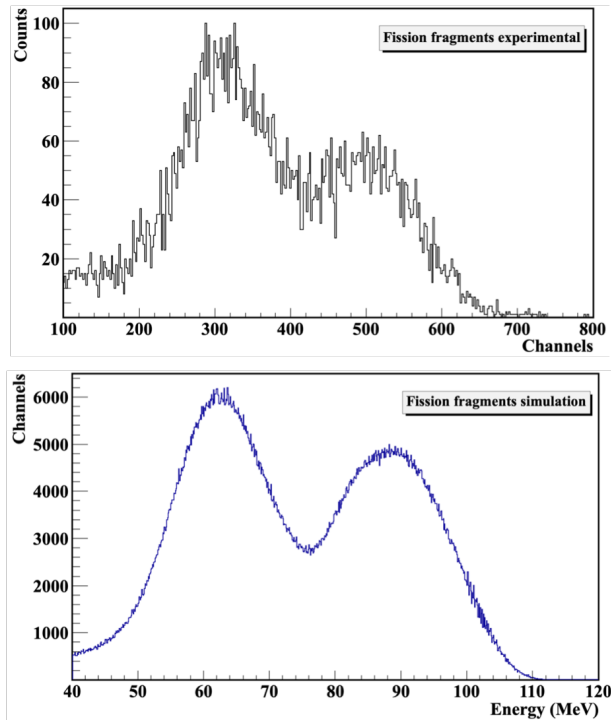 Counts
Fission fragments experimental
100
80
60
40
20
100 200 300 400 500 600 700 800
Channels
Channels
Fission fragments simulation
6000
5000
4000
3000
2000
1000
40 50 60 70 80 90 100 110 120
Energy (MeV)